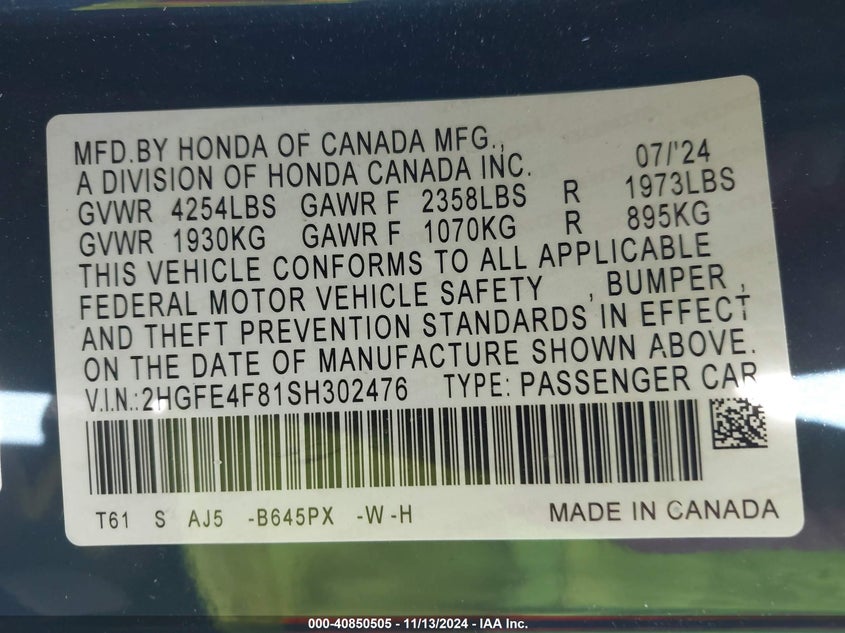 MFD.BY HONDA OF CANADA MFG.,
A DIVISION OF HONDA CANADA INC. 07/'24
GVWR 4254LBS GAWR F 2358LBS R 1973LBS
GVWR 1930KG GAWR F 1070KG R 895KG
THIS VEHICLE CONFORMS TO ALL APPLICABLE
FEDERAL MOTOR VEHICLE SAFETY , BUMPER ,
AND THEFT PREVENTION STANDARDS IN EFFECT
ON THE DATE OF MANUFACTURE SHOWN ABOVE.
V.I.N.:2HGFE4F81SH302476 TYPE: PASSENGER CAR
T61 S AJ5 -B645PX -W -H MADE IN CANADA
000-40850505 - 11/13/2024 - IAA Inc.